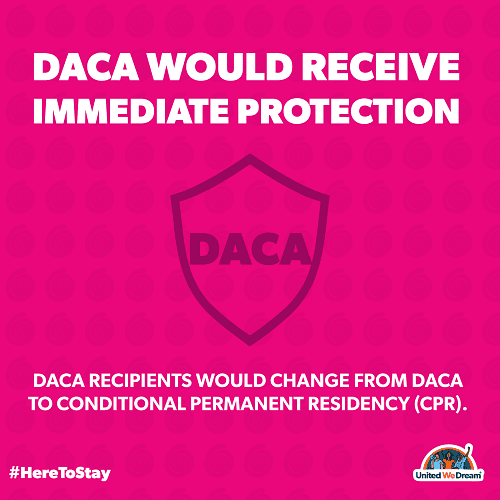 DACA WOULD RECEIVE
IMMEDIATE PROTECTION
DACA
DACA RECIPIENTS WOULD CHANGE FROM DACA
TO CONDITIONAL PERMANENT RESIDENCY (CPR).
#HereToStay
United We Dream